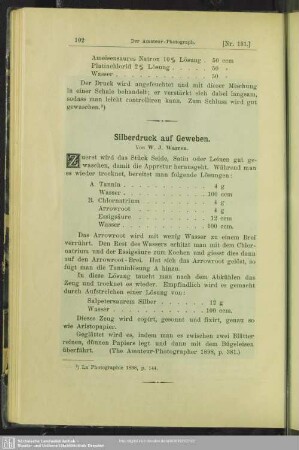 102 Der Amateur-Photograph. [Nr. 137.]
Ameisensaures Natron 10% Lösung . 50 ccm
Platinchlorid 2% Lösung . . . . 50 „
Wasser . . . . . . . . . 50 „
Der Druck wird angefeuchtet und mit dieser Mischung
in einer Schale behandelt; er verstärkt sich dabei langsam,
sodass man leicht controlliren kann. Zum Schluss wird gut
gewaschen.¹)
Silberdruck auf Geweben.
Von W. J. Warren.
Zuerst wird das Stück Seide, Satin oder Leinen gut ge-
waschen, damit die Appretur herausgeht. Während man
es wieder trocknet, bereitet man folgende Lösungen:
A. Tannin . . . . . . . . . 4 g
Wasser . . . . . . . . . 100 ccm
B. Chlornatrium . . . . . . . 4 g
Arrowroot . . . . . . . . 4 g
Essigsäure . . . . . . . . 12 ccm
Wasser . . . . . . . . . 100 ccm.
Das Arrowroot wird mit wenig Wasser zu einem Brei
verrührt. Den Rest des Wassers erhitzt man mit dem Chlor-
natrium und der Essigsäure zum Kochen und giesst dies dann
auf den Arrowroot-Brei. Hat sich das Arrowroot gelöst, so
fügt man die Tanninlösung A hinzu.
In diese Lösung taucht man nach dem Abkühlen das
Zeug und trocknet es wieder. Empfindlich wird es gemacht
durch Aufstreichen einer Lösung von:
Salpetersaurem Silber . . . . . 12 g
Wasser . . . . . . . . . 100 ccm.
Dieses Zeug wird copirt, getont und fixirt, genau so
wie Aristopapier.
Geglättet wird es, indem man es zwischen zwei Blätter
reinen, dünnen Papiers legt und dann mit dem Bügeleisen
überfährt. (The Amateur-Photographer 1898, p. 381.)
¹) La Photographie 1898, p. 144.